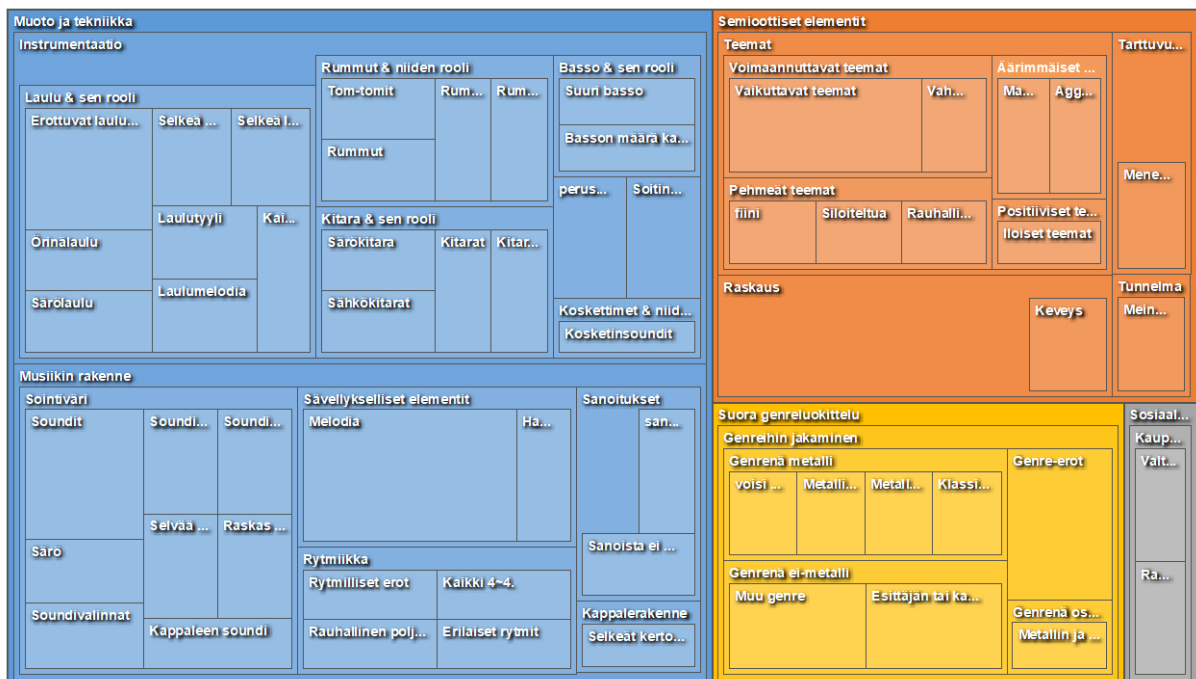 Muoto ja tekniikka
Instrumentaatio
Laulu & sen rooli
Erottuvat laulu...
Selkeä ...
Selkeä l...
Örinälaulu
Särölaulu
Laulutyyli
Laulumelodia
Kai...
Rummut & niiden rooli
Tom-tomit
Rummut
Rum...
Rum...
Kitara & sen rooli
Särökitara
Sähkökitarat
Kitarat
Kitar...
Basso & sen rooli
Suuri basso
Basson määrä ka...
perus...
Soitin...
Koskettimet & niid...
Kosketinsoundit
Musiikin rakenne
Sointiväri
Soundit
Särö
Soundivalinnat
Soundi...
Soundi...
Selvää ...
Raskas ...
Kappaleen soundi
Sävellykselliset elementit
Melodia
Ha...
Rytmiikka
Rytmilliset erot
Kaikki 4~4.
Rauhallinen polj...
Erilaiset rytmit
Sanoitukset
san...
Sanoista ei ...
Kappalerakenne
Selkeät kerto...
Semioottiset elementit
Teemat
Voimaannuttavat teemat
Vaikuttavat teemat
Vah...
Pehmeät teemat
fiini
Siloiteltua
Rauhalli...
Äärimmäiset ...
Ma...
Agg...
Positiiviset te...
Iloiset teemat
Raskaus
Keveys
Tarttuvu...
Mene...
Tunnelma
Mein...
Suora genreluokittelu
Genreihin jakaminen
Genrenä metalli
voisi ...
Metalli...
Metall...
Klassi...
Genrenä ei-metalli
Muu genre
Esittäjän tai ka...
Genre-erot
Genrenä os...
Metallin ja ...
Sosiaal...
Kaup...
Valt...
Ra...